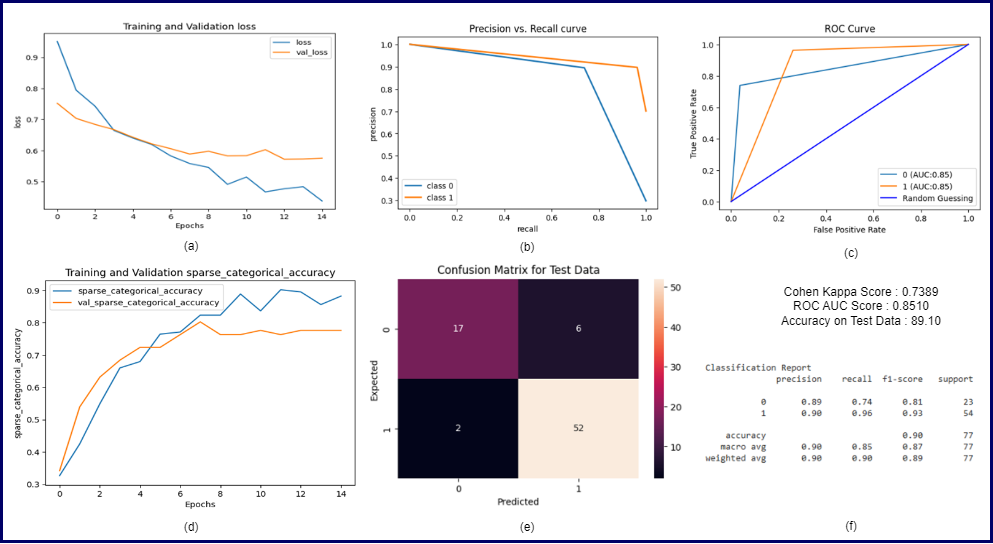 Training and Validation loss
loss
val_loss
0.9
0.8
0.7
0.6
0.5
loss
0 2 4 6 8 10 12 14
Epochs
(a)
Precision vs. Recall curve
1.0
0.9
0.8
0.7
0.6
0.5
0.4
0.3
precision
class 0
class 1
0.0 0.2 0.4 0.6 0.8 1.0
recall
(b)
ROC Curve
1.0
0.8
0.6
0.4
0.2
0.0
True Positive Rate
0 (AUC:0.85)
1 (AUC:0.85)
Random Guessing
0.0 0.2 0.4 0.6 0.8 1.0
False Positive Rate
(c)
Training and Validation sparse_categorical_accuracy
sparse_categorical_accuracy
val_sparse_categorical_accuracy
0.9
0.8
0.7
0.6
0.5
0.4
0.3
sparse_categorical_accuracy
0 2 4 6 8 10 12 14
Epochs
(d)
Confusion Matrix for Test Data
0
1
Expected
17 6
2 52
0 1
Predicted
50
40
30
20
10
(e)
Cohen Kappa Score : 0.7389
ROC AUC Score : 0.8510
Accuracy on Test Data : 89.10
Classification Report
precision recall f1-score support
0 0.89 0.74 0.81 23
1 0.90 0.96 0.93 54
accuracy 0.90 77
macro avg 0.90 0.85 0.87 77
weighted avg 0.90 0.90 0.89 77
(f)